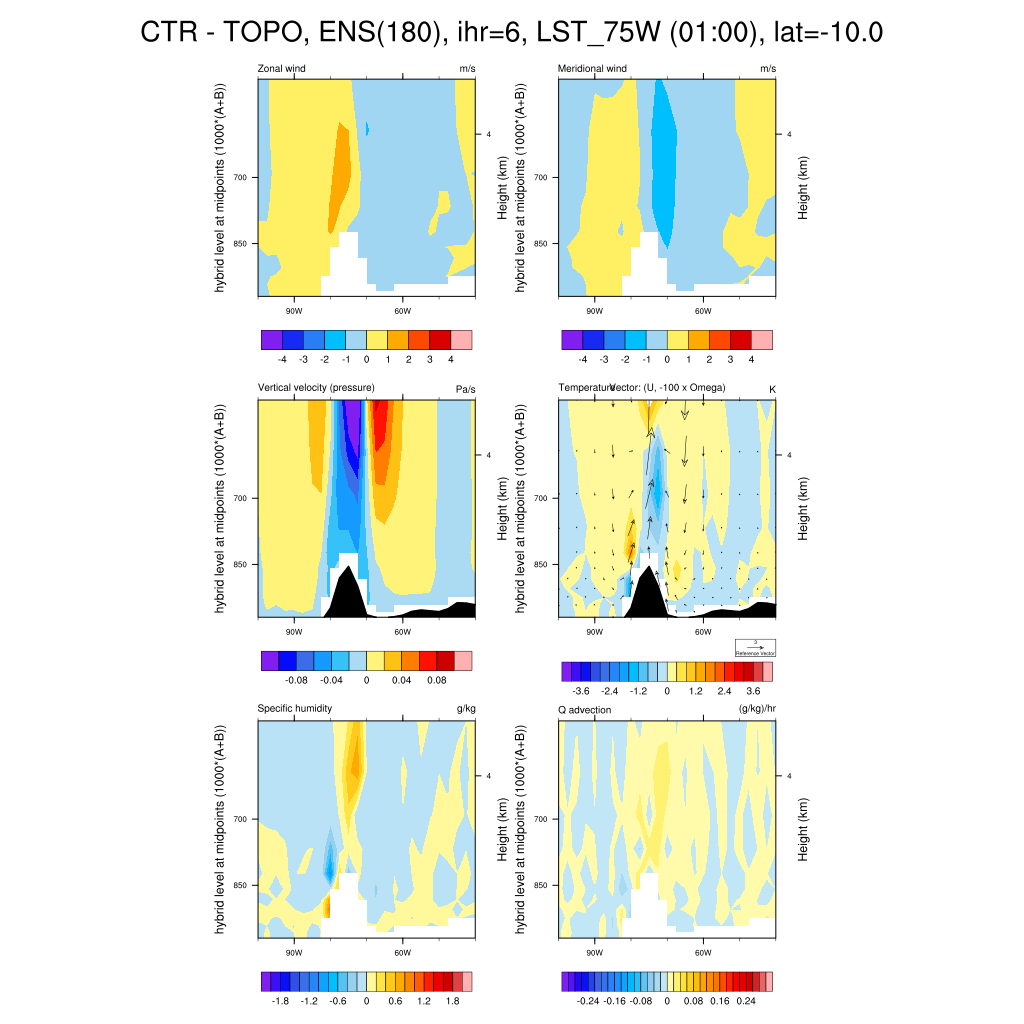 CTR - TOPO, ENS(180), ihr=6, LST_75W (01:00), lat=-10.0
Zonal wind m/s
hybrid level at midpoints (1000*(A+B))
700
850
4
Height (km)
90W 60W
-4 -3 -2 -1 0 1 2 3 4
Meridional wind m/s
hybrid level at midpoints (1000*(A+B))
700
850
4
Height (km)
90W 60W
-4 -3 -2 -1 0 1 2 3 4
Vertical velocity (pressure) Pa/s
hybrid level at midpoints (1000*(A+B))
700
850
4
Height (km)
90W 60W
-0.08 -0.04 0 0.04 0.08
Temperature Vector: (U, -100 x Omega) K
hybrid level at midpoints (1000*(A+B))
700
850
4
Height (km)
90W 60W
3
Reference Vector
-3.6 -2.4 -1.2 0 1.2 2.4 3.6
Specific humidity g/kg
hybrid level at midpoints (1000*(A+B))
700
850
4
Height (km)
90W 60W
-1.8 -1.2 -0.6 0 0.6 1.2 1.8
Q advection (g/kg)/hr
hybrid level at midpoints (1000*(A+B))
700
850
4
Height (km)
90W 60W
-0.24 -0.16 -0.08 0 0.08 0.16 0.24